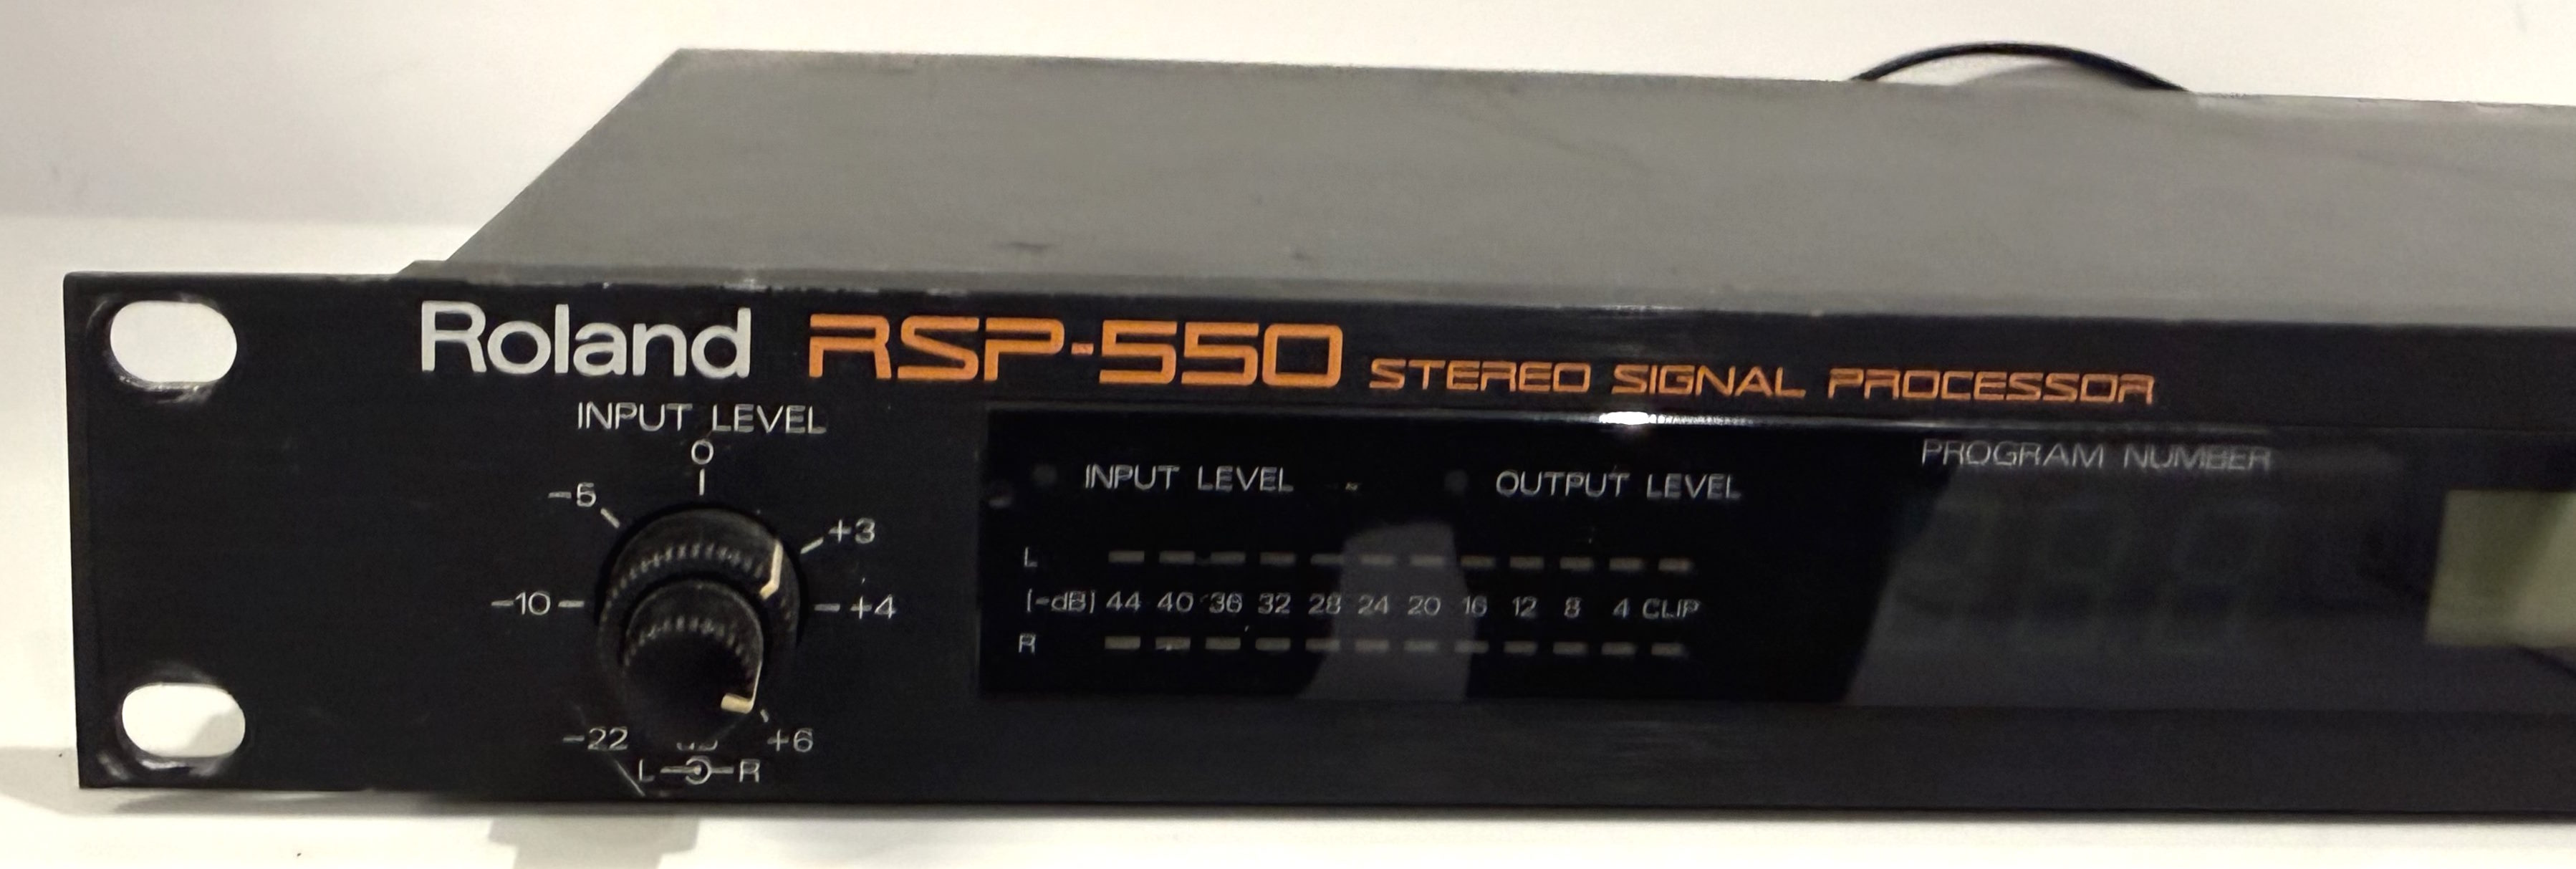 Roland RSP-550 STEREO SIGNAL PROCESSOR
INPUT LEVEL
0
-5 +3
-10 +4
-22 dB +6
L R
INPUT LEVEL OUTPUT LEVEL
L
(-dB) 44 40 36 32 28 24 20 16 12 8 4 CLIP
R
PROGRAM NUMBER